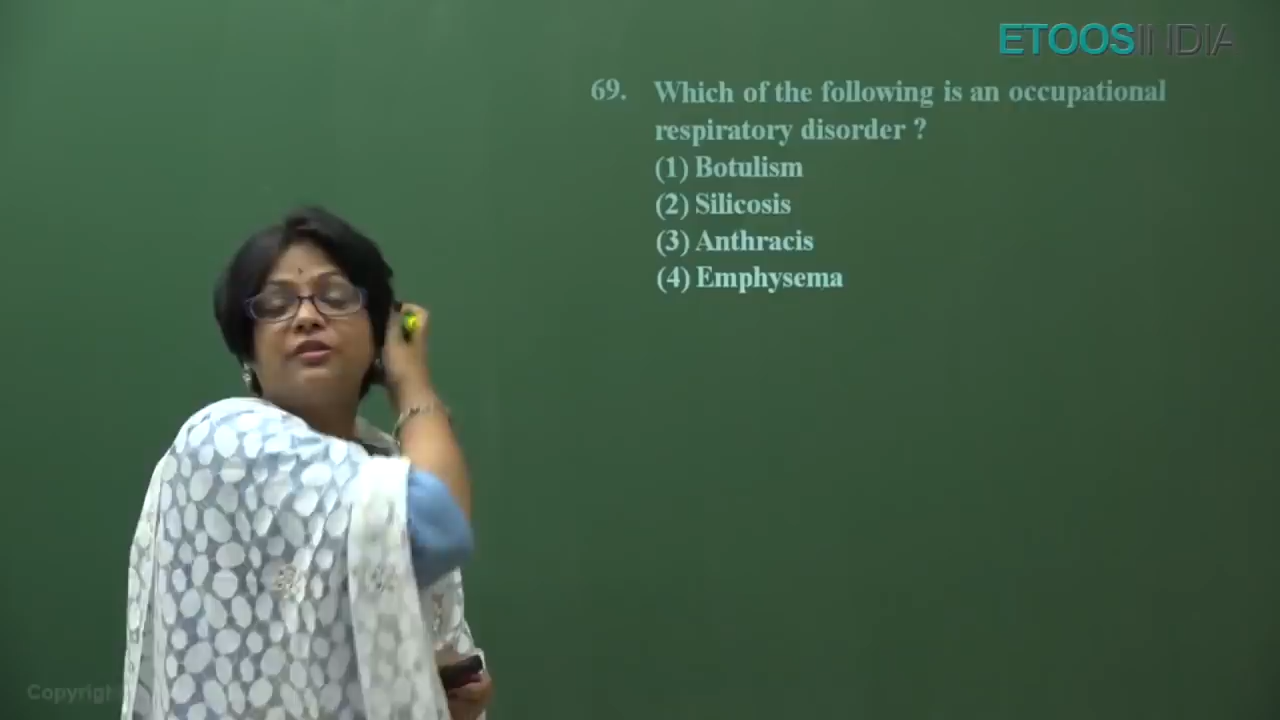 ETOOSINDIA
69. Which of the following is an occupational
respiratory disorder ?
(1) Botulism
(2) Silicosis
(3) Anthracis
(4) Emphysema